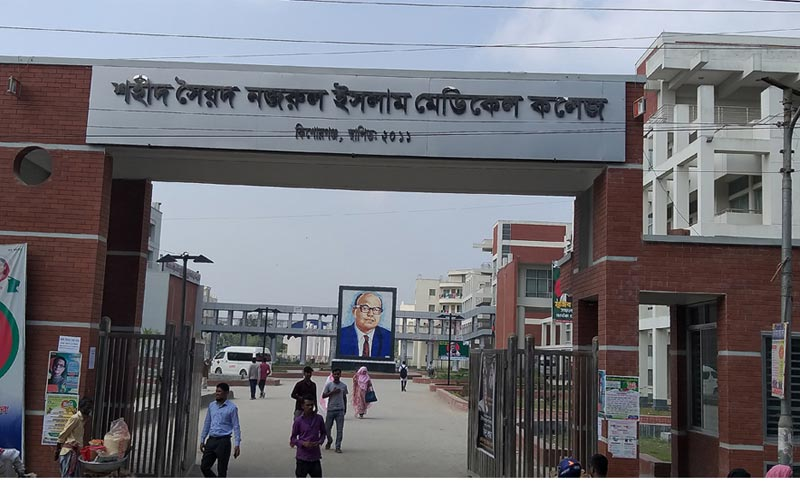 শহীদ সৈয়দ নজরুল ইসলাম মেডিকেল কলেজ
কিশোরগঞ্জ, স্থাপিত: ২০১১